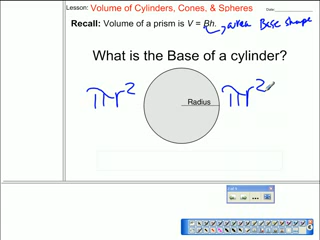 Lesson: Volume of Cylinders, Cones, & Spheres Date:
Recall: Volume of a prism is V = Bh. area Base shape
What is the Base of a cylinder?
πr² Radius πr²